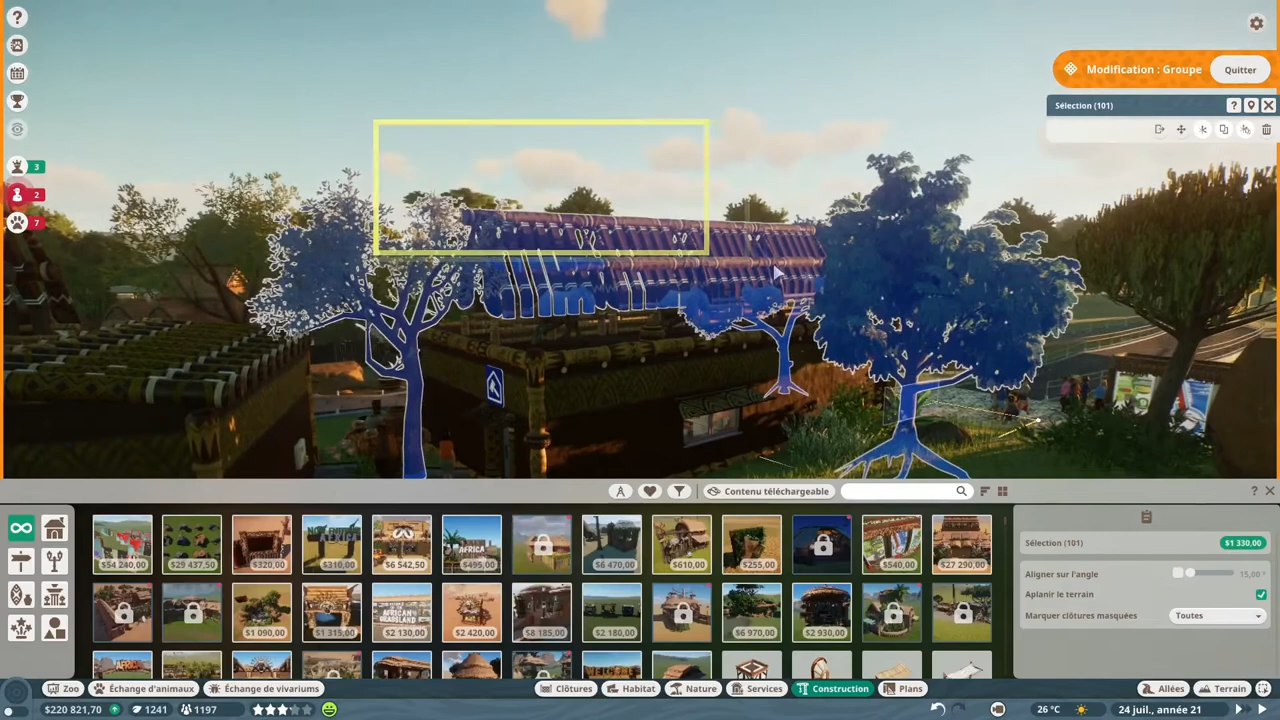 ?
Modification : Groupe
Quitter
Sélection (101)
?
3
2
7
Contenu téléchargeable
?
$54 240,00
$29 437,50
$320,00
$310,00
$6 542,50
$495,00
$6 470,00
$610,00
$255,00
$540,00
$27 290,00
$1 090,00
$1 315,00
$2 130,00
$2 420,00
$8 185,00
$2 180,00
$6 970,00
$2 930,00
Sélection (101)
$1 330,00
Aligner sur l'angle
15,00 °
Aplanir le terrain
Marquer clôtures masquées
Toutes
Zoo
Échange d'animaux
Échange de vivariums
Clôtures
Habitat
Nature
Services
Construction
Plans
Allées
Terrain
$220 821,70
1241
1197
26 °C
24 juil., année 21